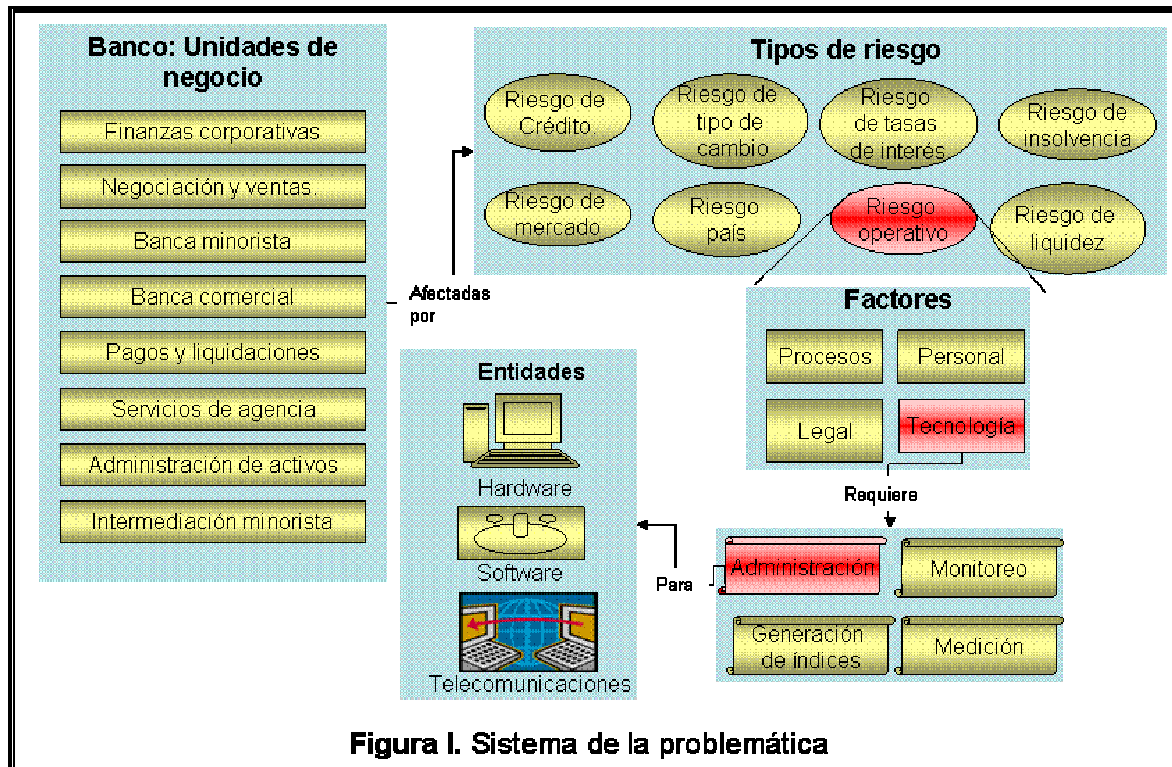 Banco: Unidades de
negocio
Finanzas corporativas
Negociación y ventas.
Banca minorista
Banca comercial
Pagos y liquidaciones
Servicios de agencia
Administración de activos
Intermediación minorista
Afectadas
por
Tipos de riesgo
Riesgo de
Crédito
Riesgo de
tipo de
cambio
Riesgo
de tasas
de interés
Riesgo de
insolvencia
Riesgo de
mercado
Riesgo
país
Riesgo
operativo
Riesgo de
liquidez
Factores
Procesos
Personal
Legal
Tecnología
Requiere
Administración
Monitoreo
Generación
de índices
Medición
Para
Entidades
Hardware
Software
Telecomunicaciones
Figura I. Sistema de la problemática